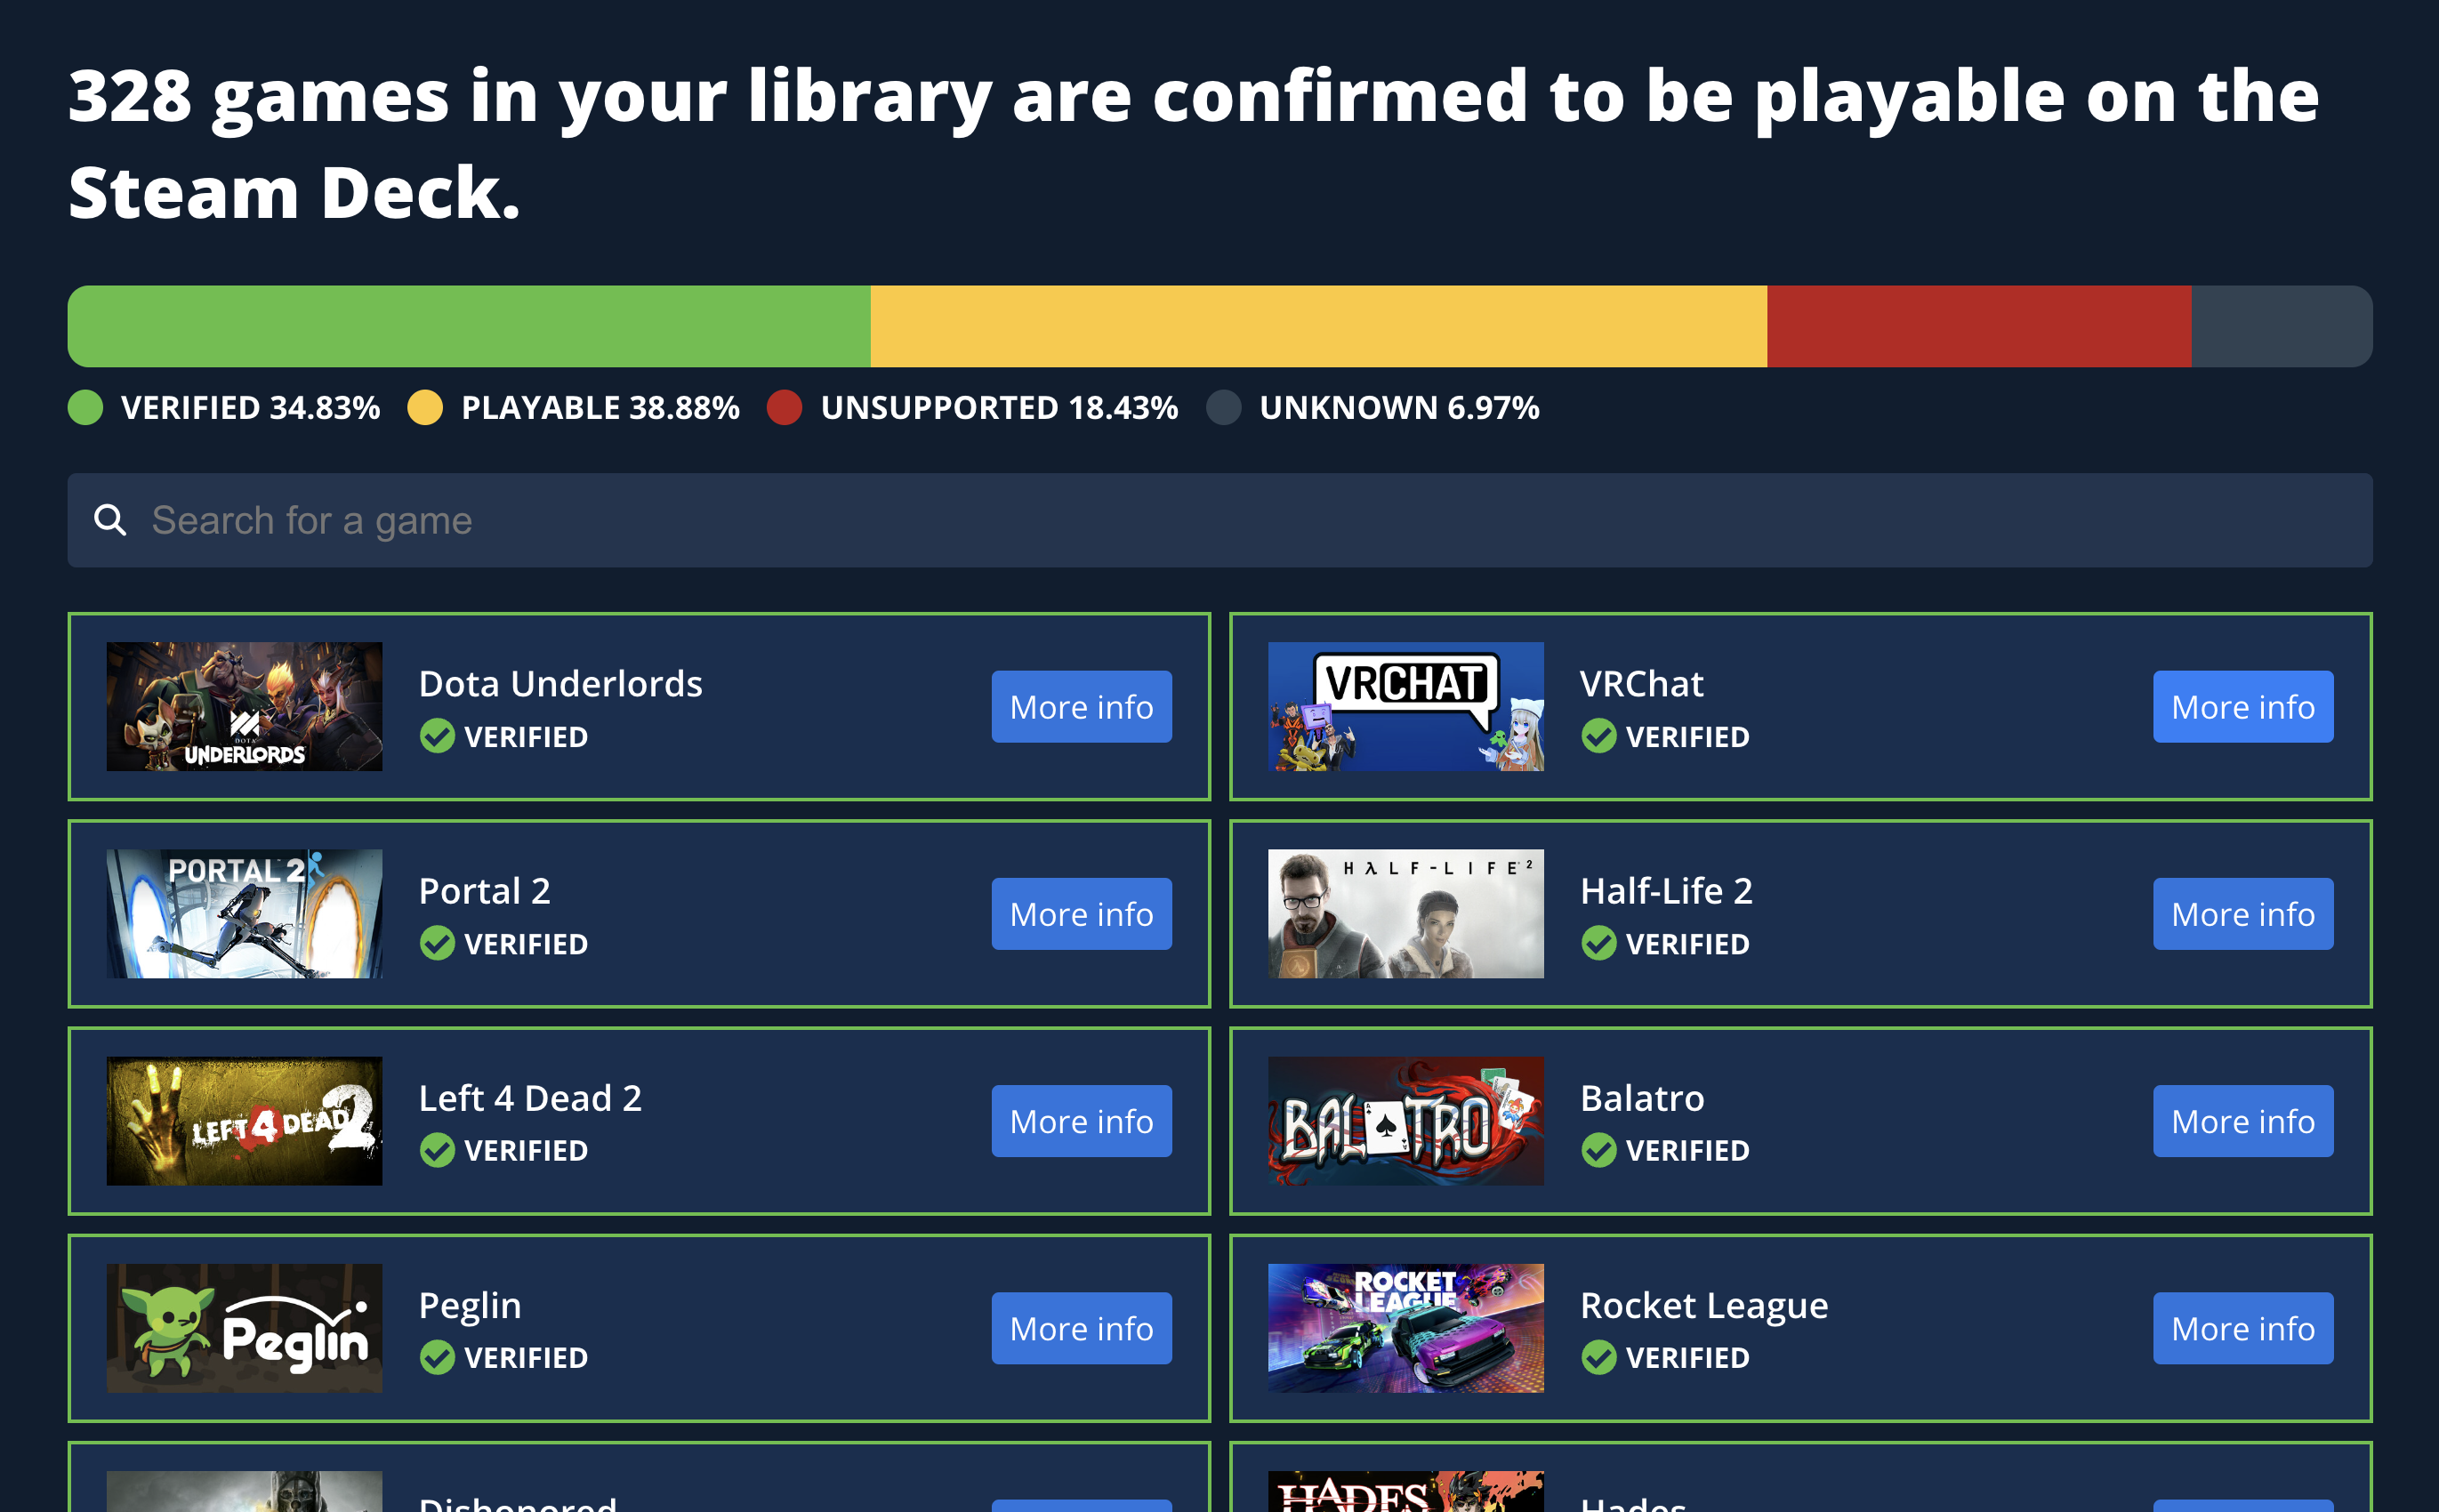 328 games in your library are confirmed to be playable on the
Steam Deck.
VERIFIED 34.83% PLAYABLE 38.88% UNSUPPORTED 18.43% UNKNOWN 6.97%
Search for a game
DOTA
UNDERLORDS
Dota Underlords
VERIFIED
More info
VRCHAT
VRChat
VERIFIED
More info
PORTAL 2
Portal 2
VERIFIED
More info
HλLF-LIFE 2
Half-Life 2
VERIFIED
More info
LEFT 4 DEAD 2
Left 4 Dead 2
VERIFIED
More info
BALATRO
Balatro
VERIFIED
More info
Peglin
Peglin
VERIFIED
More info
ROCKET
LEAGUE
Rocket League
VERIFIED
More info
Dishonored
HADES
Hades